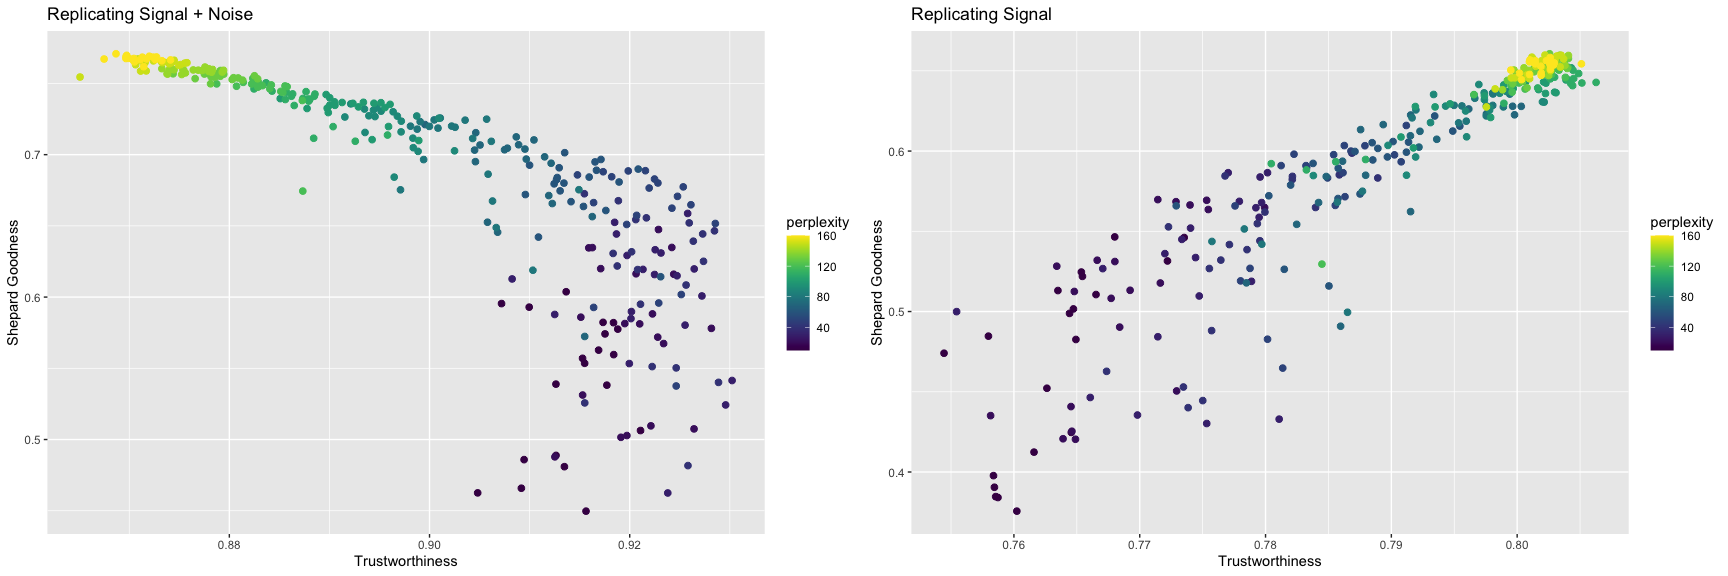 Replicating Signal + Noise
Shepard Goodness
0.7
0.6
0.5
0.88
0.90
0.92
Trustworthiness
perplexity
160
120
80
40
Replicating Signal
Shepard Goodness
0.6
0.5
0.4
0.76
0.77
0.78
0.79
0.80
Trustworthiness
perplexity
160
120
80
40